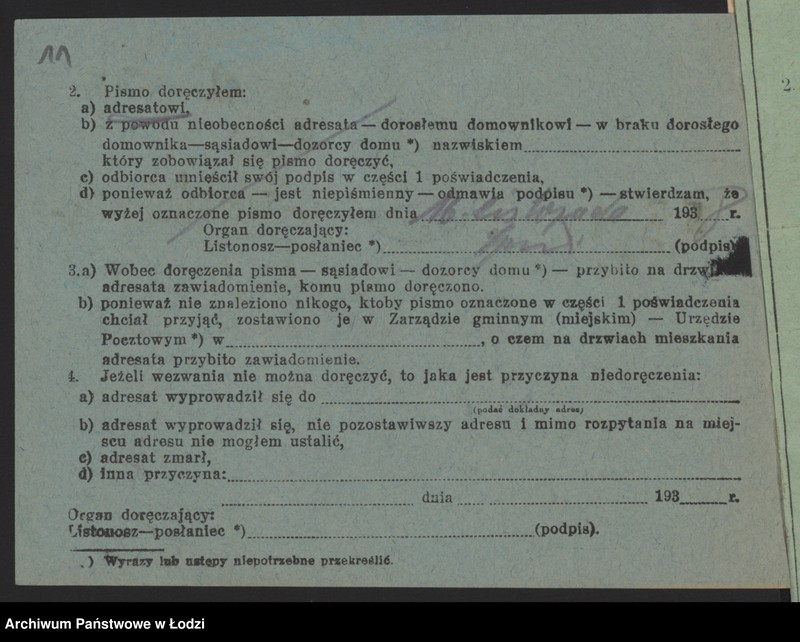 11
2.
2. Pismo doręczyłem:
a) adresatowi,
b) z powodu nieobecności adresata — dorosłemu domownikowi — w braku dorosłego
domownika—sąsiadowi—dozorcy domu *) nazwiskiem
który zobowiązał się pismo doręczyć,
c) odbiorca umieścił swój podpis w części 1 poświadczenia,
d) ponieważ odbiorca — jest niepiśmienny — odmawia podpisu *) — stwierdzam, że
wyżej oznaczone pismo doręczyłem dnia 16 listopada 1938 r.
Organ doręczający:
Listonosz—posłaniec *) (podpis)
3.a) Wobec doręczenia pisma — sąsiadowi — dozorcy domu *) — przybito na
adresata zawiadomienie, komu pismo doręczono.
b) ponieważ nie znaleziono nikogo, ktoby pismo oznaczone w części 1 poświadczenia
chciał przyjąć, zostawiono je w Zarządzie gminnym (miejskim) — Urzędzie
Pocztowym *) w , o czem na drzwiach mieszkania
adresata przybito zawiadomienie.
4. Jeżeli wezwania nie można doręczyć, to jaka jest przyczyna niedoręczenia:
a) adresat wyprowadził się do
(podać dokładny adres)
b) adresat wyprowadził się, nie pozostawiwszy adresu i mimo rozpytania na miej-
scu adresu nie mogłem ustalić,
c) adresat zmarł,
d) inna przyczyna:
dnia 193 r.
Organ doręczający:
Listonosz—posłaniec *) (podpis).
*) Wyrazy lub ustępy niepotrzebne przekreślić.
Archiwum Państwowe w Łodzi